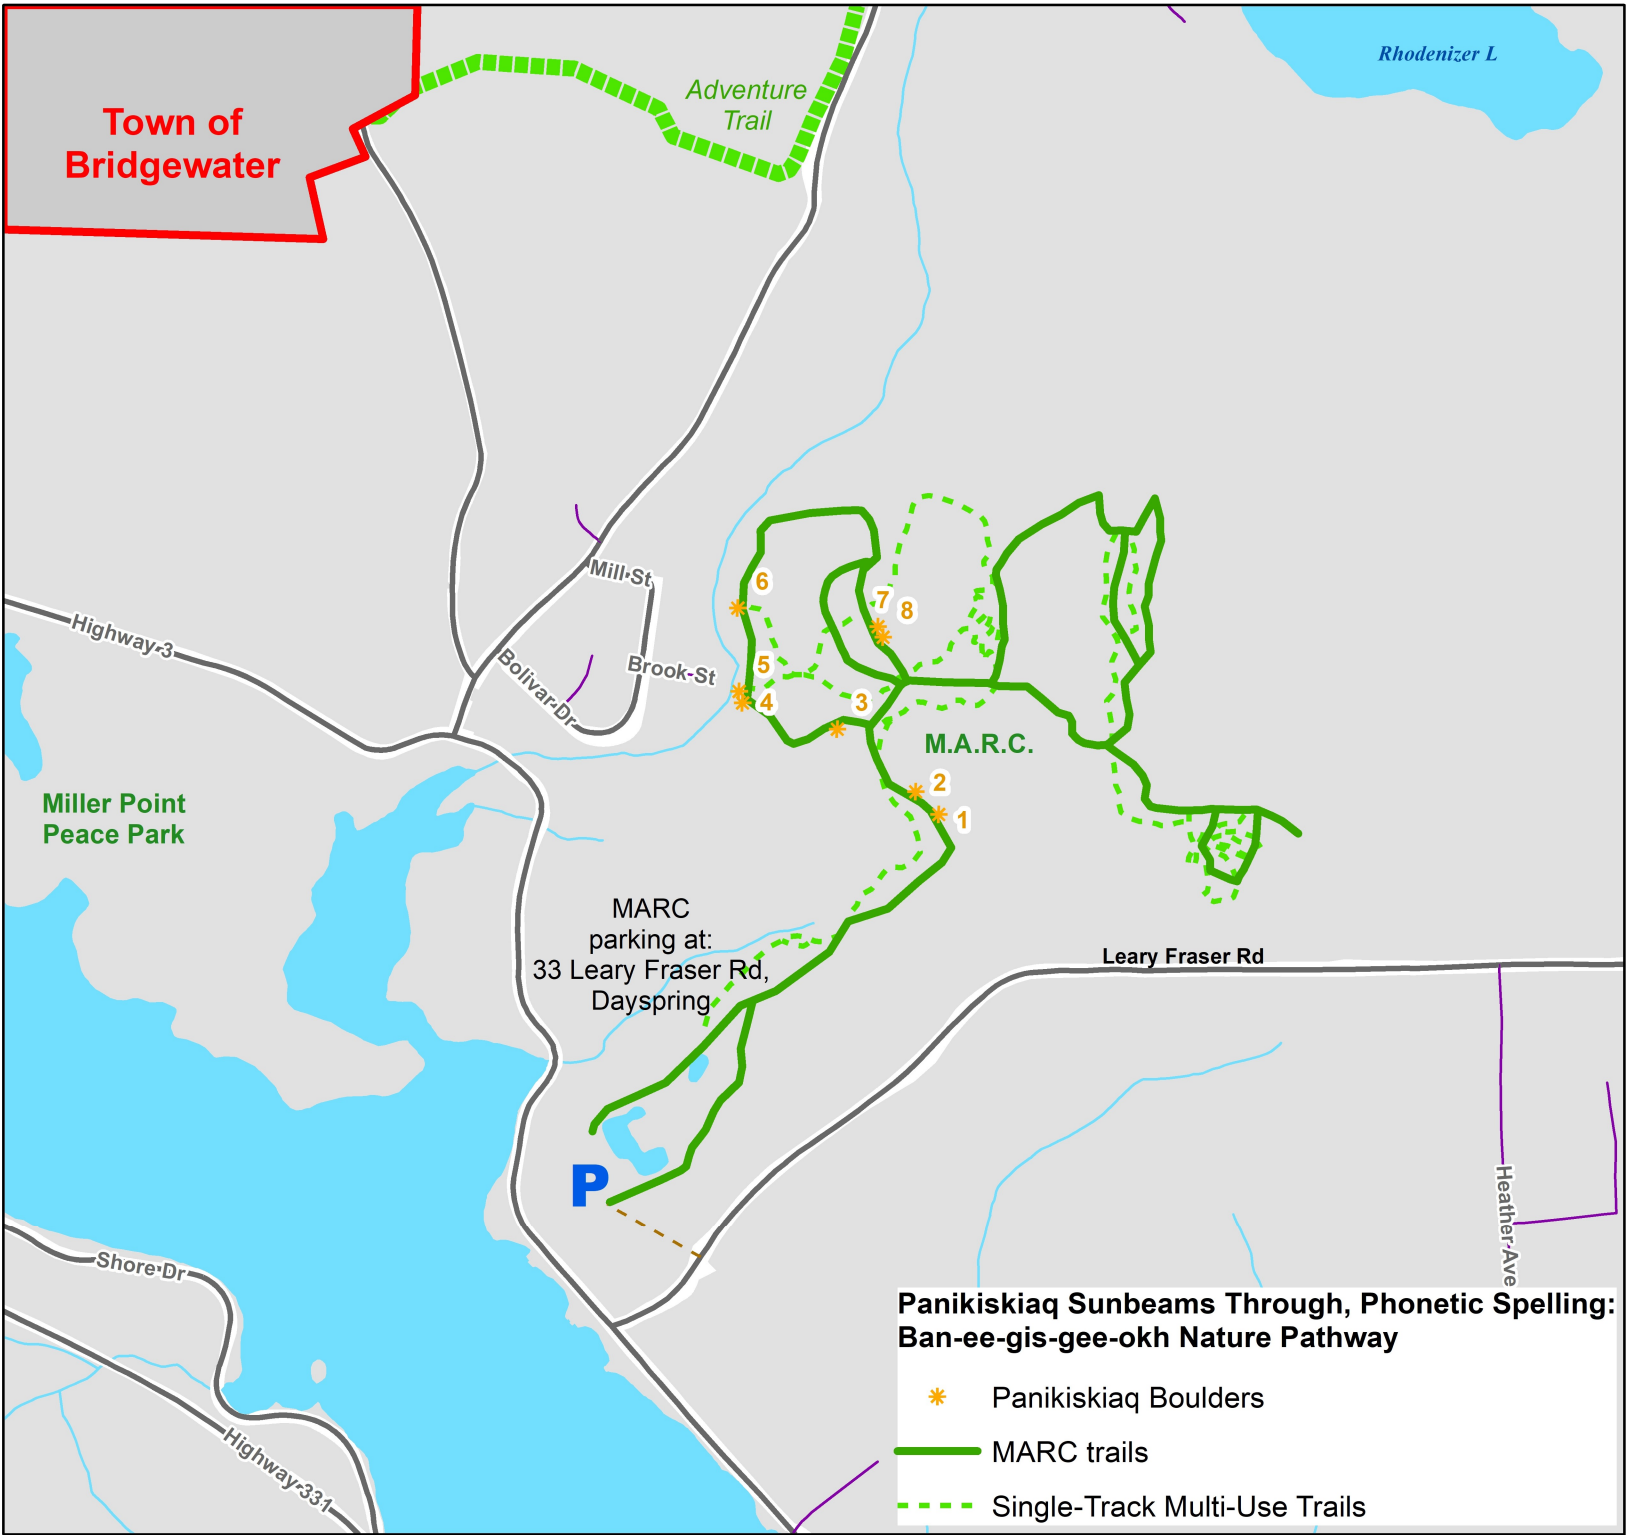 Rhodenizer L
Adventure
Trail
Town of
Bridgewater
Mill St
6
7
8
Highway 3
Bolivar Dr
Brook St
5
4
3
M.A.R.C.
2
1
Miller Point
Peace Park
MARC
parking at:
33 Leary Fraser Rd,
Dayspring
Leary Fraser Rd
P
Heather Ave
Shore Dr
Highway 331
Panikiskiaq Sunbeams Through, Phonetic Spelling:
Ban-ee-gis-gee-okh Nature Pathway
Panikiskiaq Boulders
MARC trails
Single-Track Multi-Use Trails